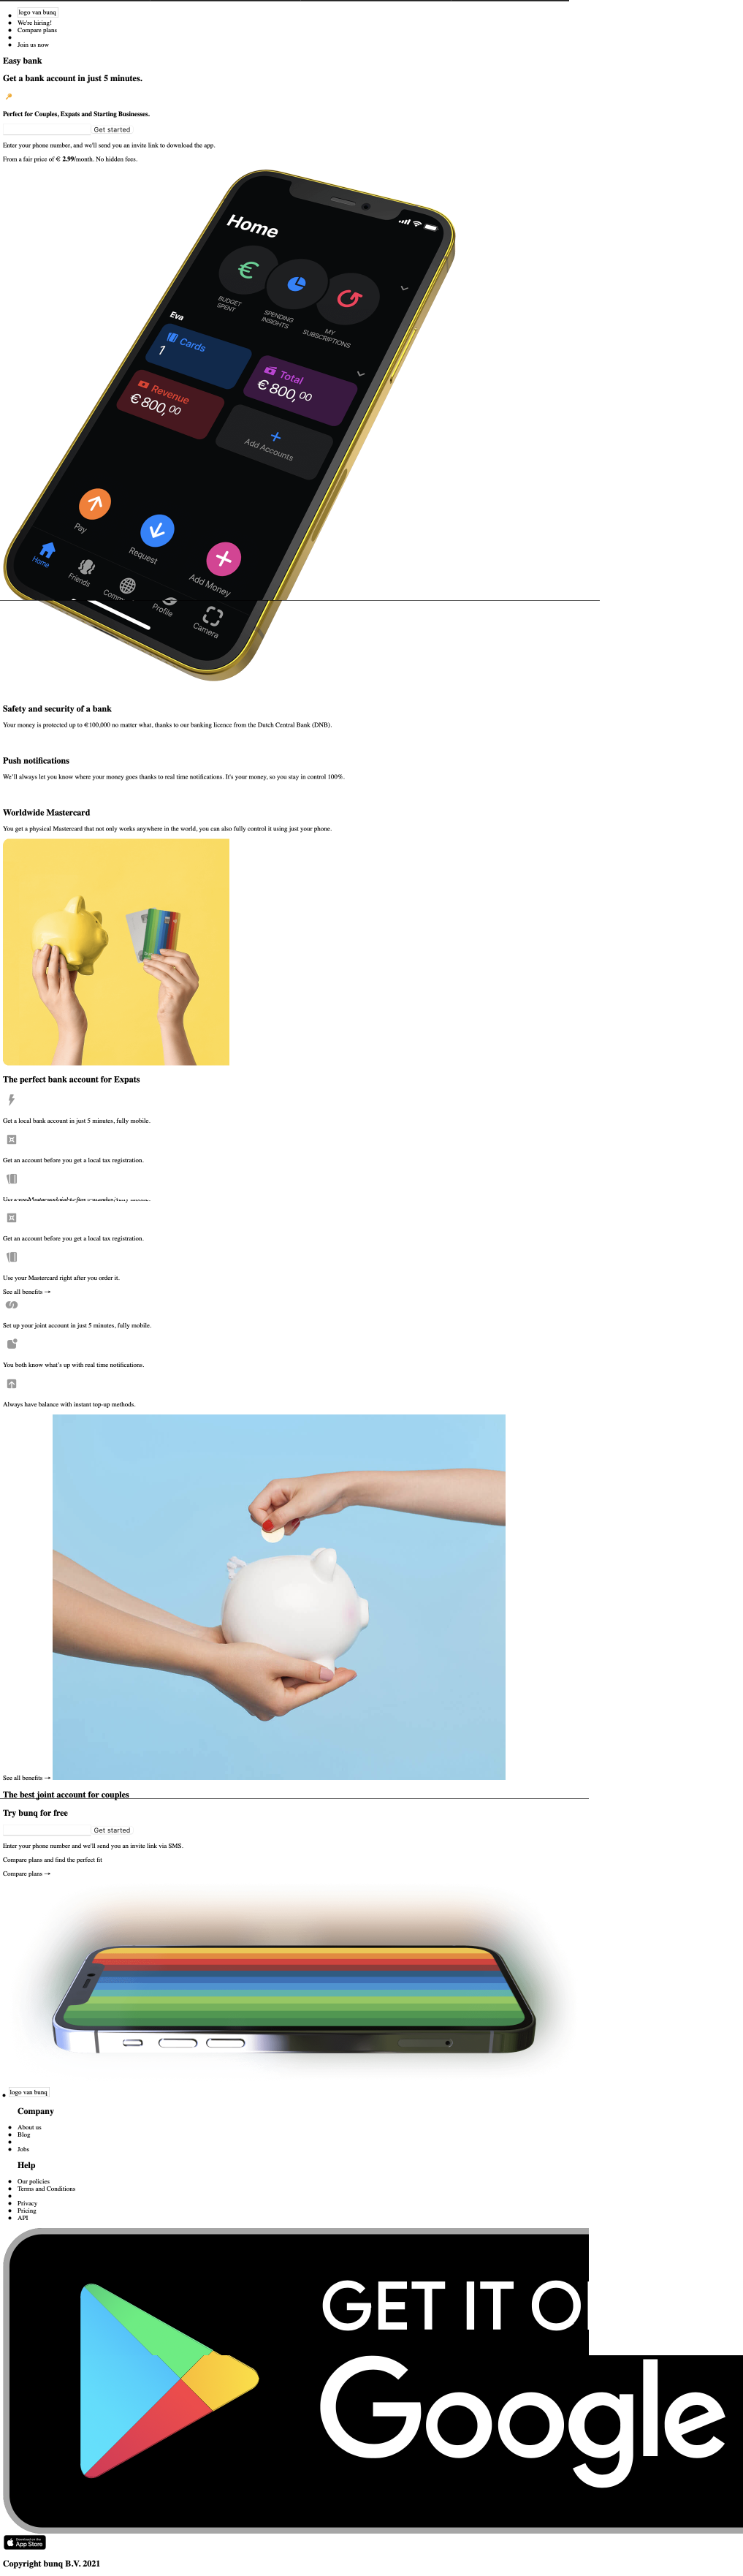 logo van bunq
We're hiring!
Compare plans
Join us now
Easy bank
Get a bank account in just 5 minutes.
Perfect for Couples, Expats and Starting Businesses.
Get started
Enter your phone number, and we'll send you an invite link to download the app.
From a fair price of € 2.99/month. No hidden fees.
Home
BUDGET SPENT
SPENDING INSIGHTS
MY SUBSCRIPTIONS
Eva
Cards
1
Total
€ 800,00
Revenue
€ 800,00
Add Accounts
Pay
Request
Add Money
Home
Friends
Profile
Camera
Safety and security of a bank
Your money is protected up to €100,000 no matter what, thanks to our banking licence from the Dutch Central Bank (DNB).
Push notifications
We'll always let you know where your money goes thanks to real time notifications. It's your money, so you stay in control 100%.
Worldwide Mastercard
You get a physical Mastercard that not only works anywhere in the world, you can also fully control it using just your phone.
The perfect bank account for Expats
Get a local bank account in just 5 minutes, fully mobile.
Get an account before you get a local tax registration.
Get an account before you get a local tax registration.
Use your Mastercard right after you order it.
See all benefits →
Set up your joint account in just 5 minutes, fully mobile.
You both know what's up with real time notifications.
Always have balance with instant top-up methods.
See all benefits →
The best joint account for couples
Try bunq for free
Get started
Enter your phone number and we'll send you an invite link via SMS.
Compare plans and find the perfect fit
Compare plans →
logo van bunq
Company
About us
Blog
Jobs
Help
Our policies
Terms and Conditions
Privacy
Pricing
API
GET IT O
Google
Download on the
App Store
Copyright bunq B.V. 2021